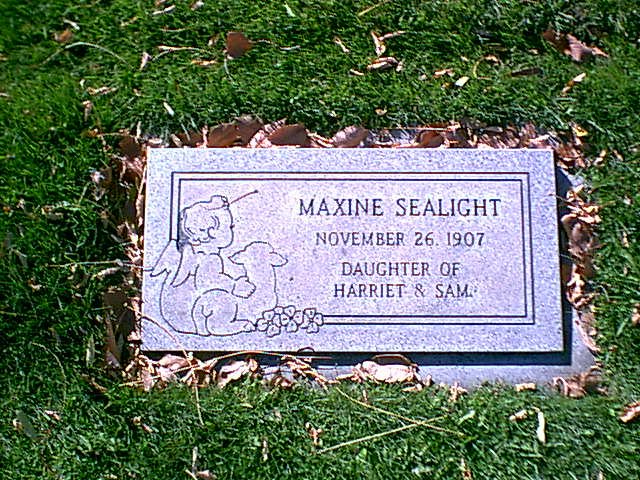 MAXINE SEALIGHT
NOVEMBER 26, 1907
DAUGHTER OF
HARRIET & SAM.